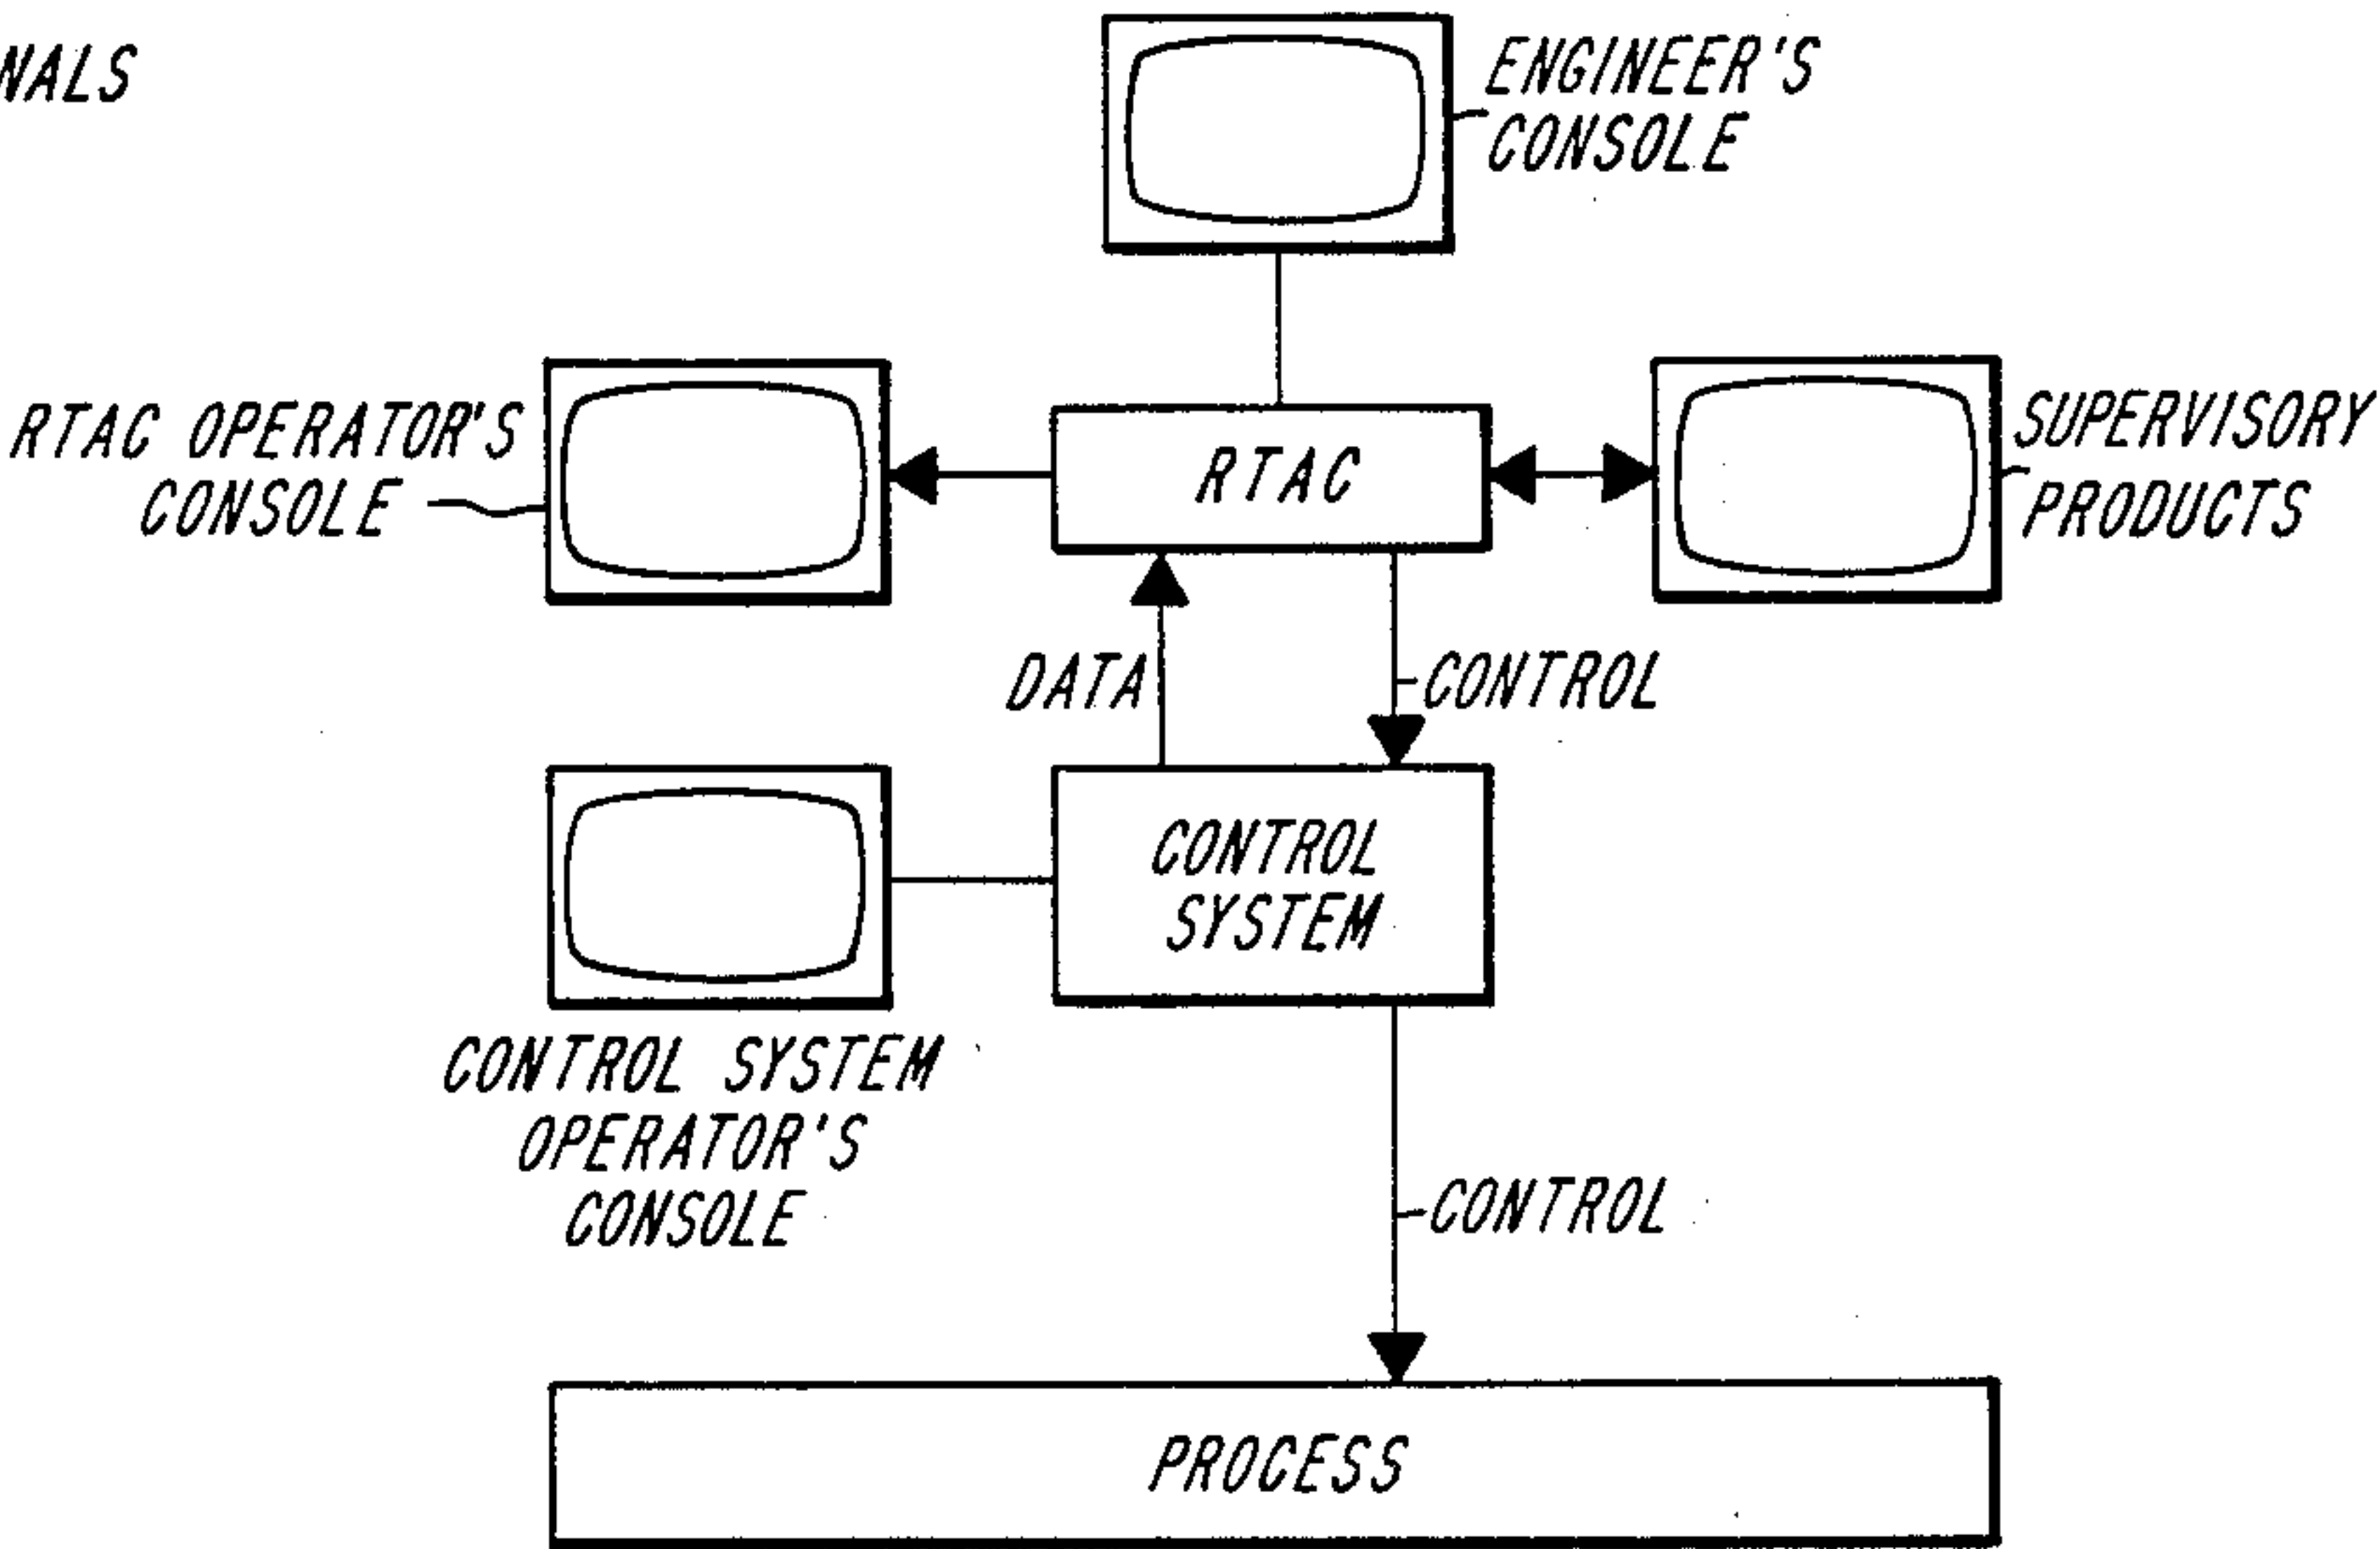 NALS
ENGINEER'S
CONSOLE
RTAC OPERATOR'S
CONSOLE
RTAC
SUPERVISORY
PRODUCTS
DATA
CONTROL
CONTROL
SYSTEM
CONTROL SYSTEM
OPERATOR'S
CONSOLE
CONTROL
PROCESS